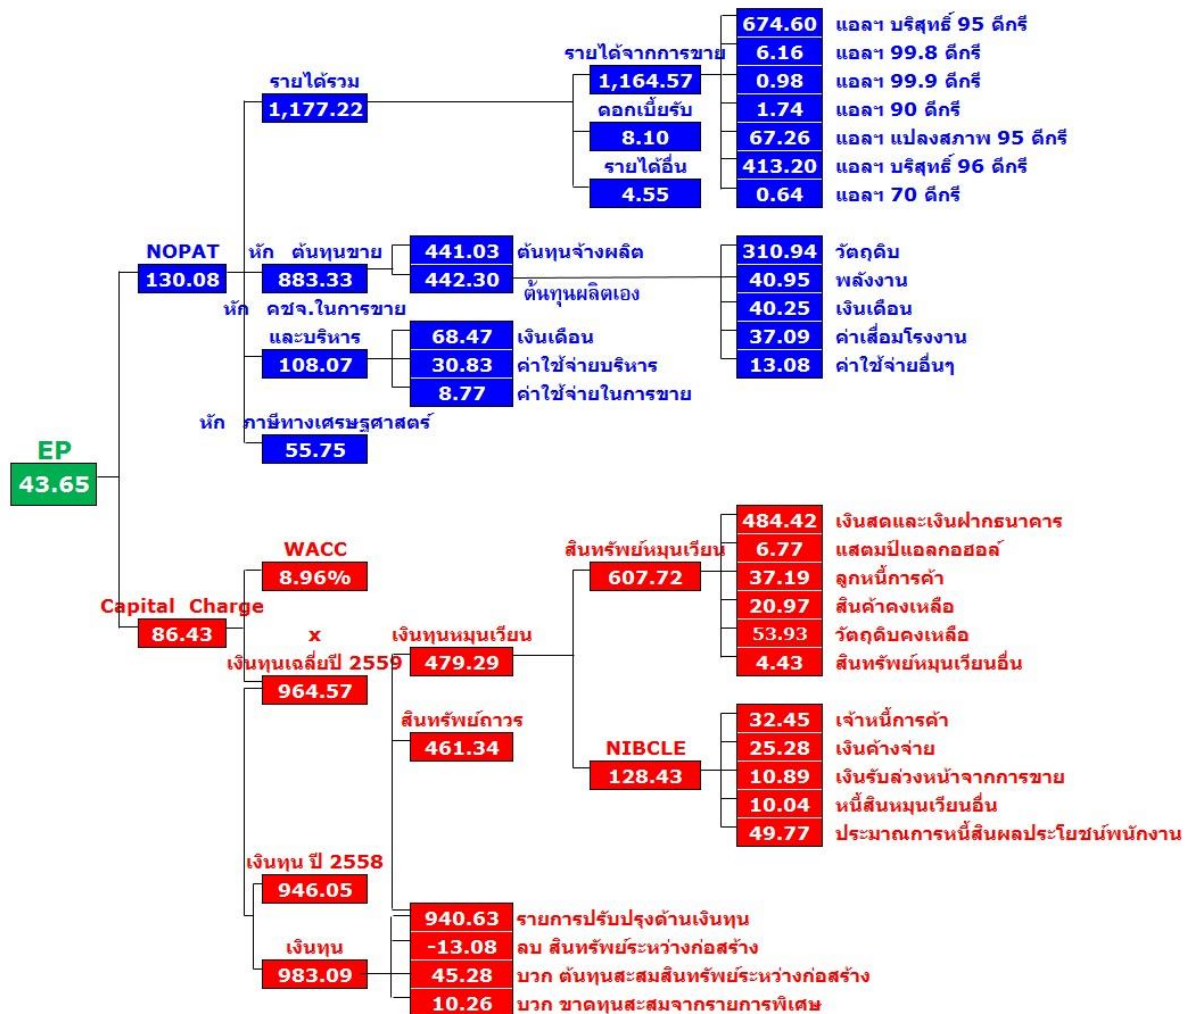 674.60 แอลฯ บริสุทธิ์ 95 ดีกรี
รายได้จากการขาย 6.16 แอลฯ 99.8 ดีกรี
รายได้รวม 1,164.57 0.98 แอลฯ 99.9 ดีกรี
1,177.22 ดอกเบี้ยรับ 1.74 แอลฯ 90 ดีกรี
8.10 67.26 แอลฯ แปลงสภาพ 95 ดีกรี
รายได้อื่น 413.20 แอลฯ บริสุทธิ์ 96 ดีกรี
4.55 0.64 แอลฯ 70 ดีกรี
NOPAT หัก ต้นทุนขาย 441.03 ต้นทุนจ้างผลิต 310.94 วัตถุดิบ
130.08 883.33 442.30 ต้นทุนผลิตเอง 40.95 พลังงาน
หัก คชจ.ในการขาย 40.25 เงินเดือน
และบริหาร 68.47 เงินเดือน 37.09 ค่าเสื่อมโรงงาน
108.07 30.83 ค่าใช้จ่ายบริหาร 13.08 ค่าใช้จ่ายอื่นๆ
8.77 ค่าใช้จ่ายในการขาย
หัก ภาษีทางเศรษฐศาสตร์
EP 55.75
43.65
484.42 เงินสดและเงินฝากธนาคาร
WACC สินทรัพย์หมุนเวียน 6.77 แสตมป์แอลกอฮอล์
8.96% 607.72 37.19 ลูกหนี้การค้า
Capital Charge 20.97 สินค้าคงเหลือ
86.43 x เงินทุนหมุนเวียน 53.93 วัตถุดิบคงเหลือ
เงินทุนเฉลี่ยปี 2559 479.29 4.43 สินทรัพย์หมุนเวียนอื่น
964.57
สินทรัพย์ถาวร 32.45 เจ้าหนี้การค้า
461.34 NIBCLE 25.28 เงินค้างจ่าย
128.43 10.89 เงินรับล่วงหน้าจากการขาย
10.04 หนี้สินหมุนเวียนอื่น
49.77 ประมาณการหนี้สินผลประโยชน์พนักงาน
เงินทุน ปี 2558
946.05
940.63 รายการปรับปรุงด้านเงินทุน
เงินทุน -13.08 ลบ สินทรัพย์ระหว่างก่อสร้าง
983.09 45.28 บวก ต้นทุนสะสมสินทรัพย์ระหว่างก่อสร้าง
10.26 บวก ขาดทุนสะสมจากรายการพิเศษ